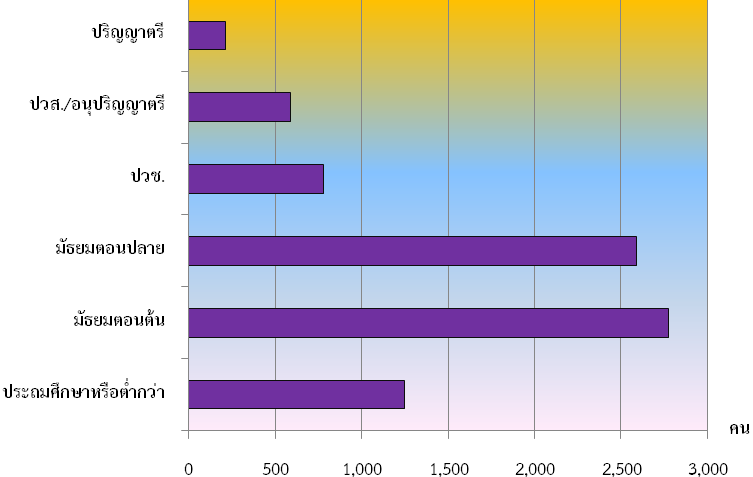 ปริญญาตรี
ปวส./อนุปริญญาตรี
ปวช.
มัธยมตอนปลาย
มัธยมตอนต้น
ประถมศึกษาหรือต่ำกว่า
คน
0 500 1,000 1,500 2,000 2,500 3,000